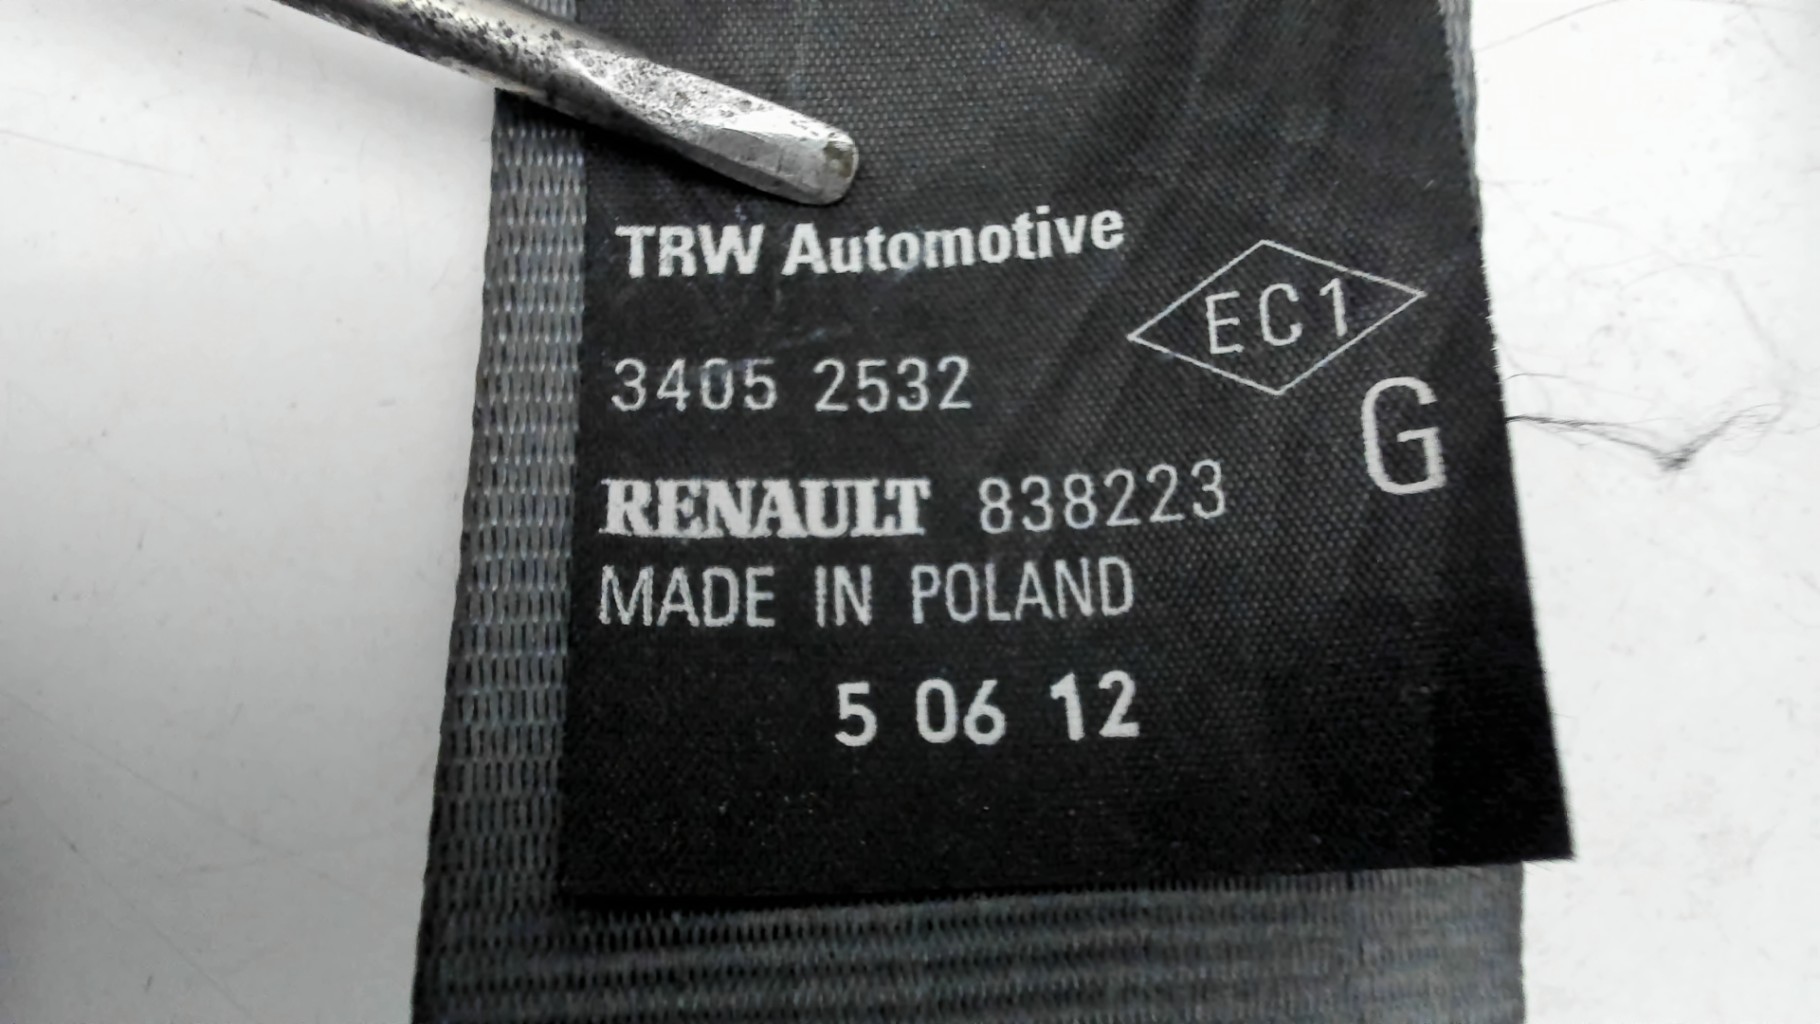 TRW Automotive
EC1
3405 2532
G
RENAULT 838223
MADE IN POLAND
5 06 12